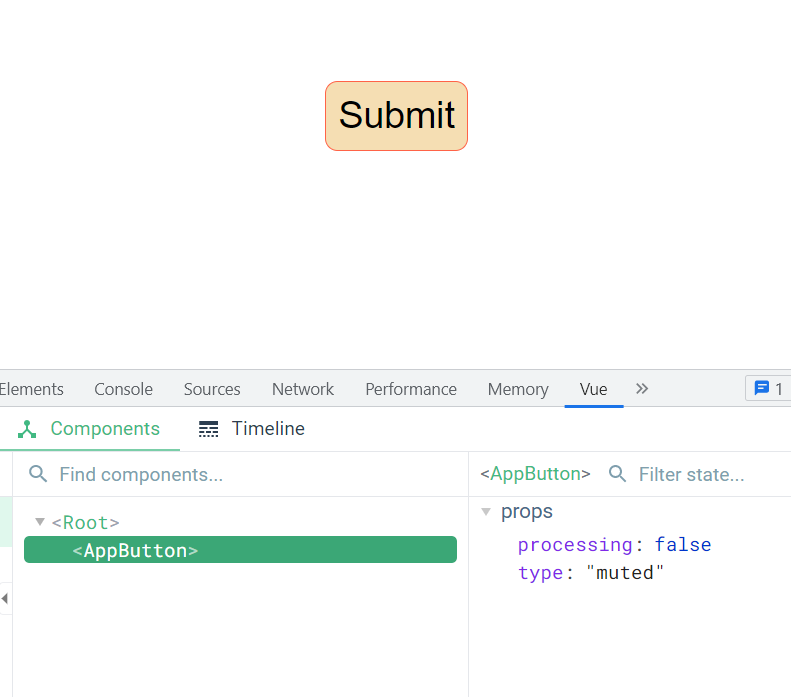 Submit
Elements Console Sources Network Performance Memory Vue » 1
Components Timeline
Find components... <AppButton> Filter state...
props
<Root>
processing: false
<AppButton>
type: "muted"